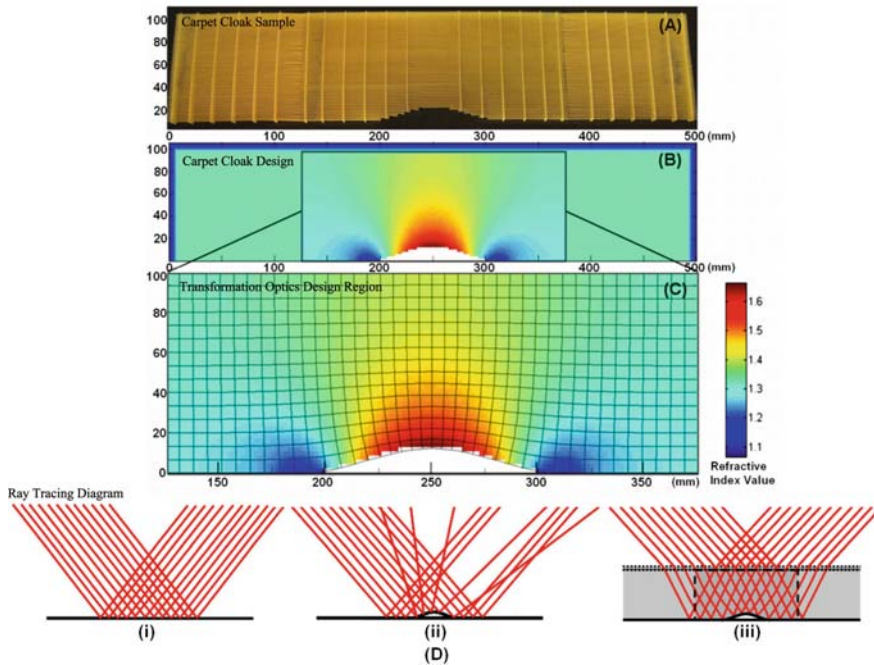 100
Carpet Cloak Sample
(A)
80
60
40
20
0 100 200 300 400 500 (mm)
100
Carpet Cloak Design
(B)
80
60
40
20
0 100 200 300 400 500 (mm)
100
Transformation Optics Design Region
(C)
80
60
40
20
0
150 200 250 300 350 (mm)
1.6
1.5
1.4
1.3
1.2
1.1
Refractive
Index Value
Ray Tracing Diagram
(i) (ii) (iii)
(D)